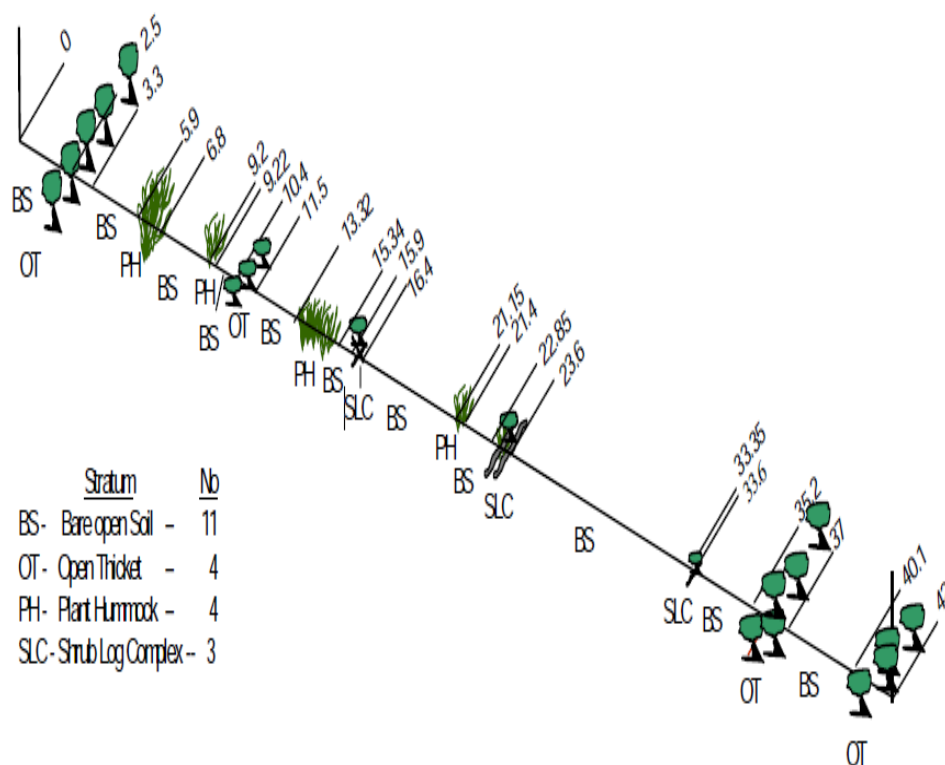 0
2.5
3.3
5.9
6.8
9.2
9.22
10.4
11.5
13.32
15.34
15.9
16.4
21.15
21.4
22.85
23.6
33.35
33.6
35.2
37
40.1
BS
OT
BS
PH
BS
PH
BS
OT
BS
PH
BS
SLC
BS
PH
BS
SLC
BS
SLC
BS
OT
BS
OT
Stratum No
BS - Bare open Soil – 11
OT - Open Thicket – 4
PH - Plant Hummock – 4
SLC - Shrub Log Complex – 3